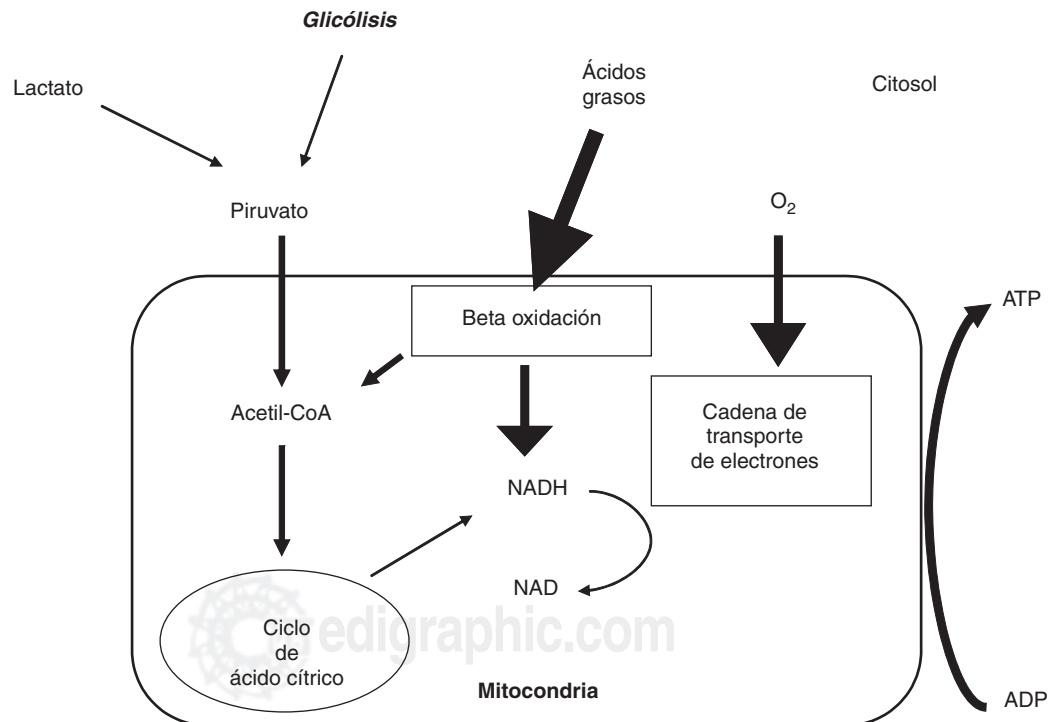 Glicólisis
Lactato
Ácidos
grasos
Citosol
Piruvato
O2
Beta oxidación
ATP
Acetil-CoA
Cadena de
transporte
de electrones
NADH
NAD
Ciclo
de
ácido cítrico
edigraphic.com
Mitocondria
ADP